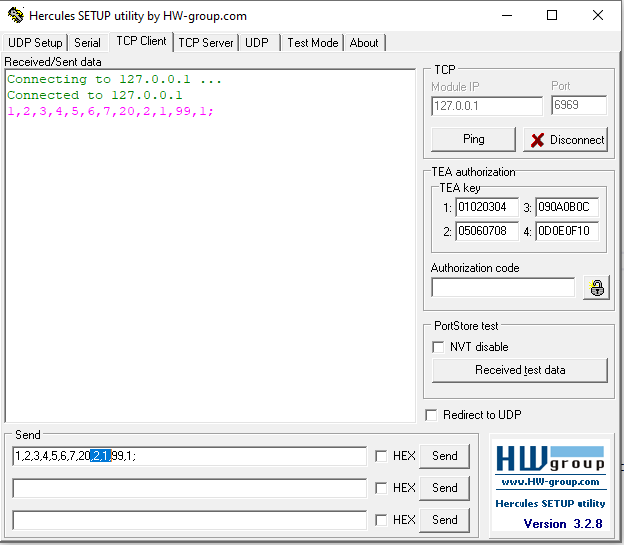 Hercules SETUP utility by HW-group.com
UDP Setup Serial TCP Client TCP Server UDP Test Mode About
Received/Sent data
Connecting to 127.0.0.1 ...
Connected to 127.0.0.1
1,2,3,4,5,6,7,20,2,1,99,1;
TCP
Module IP Port
127.0.0.1 6969
Ping Disconnect
TEA authorization
TEA key
1: 01020304 3: 090A0B0C
2: 05060708 4: 0D0E0F10
Authorization code
PortStore test
NVT disable
Received test data
Redirect to UDP
Send
1,2,3,4,5,6,7,20,2,1,99,1; HEX Send
HEX Send
HEX Send
HW group
www.HW-group.com
Hercules SETUP utility
Version 3.2.8